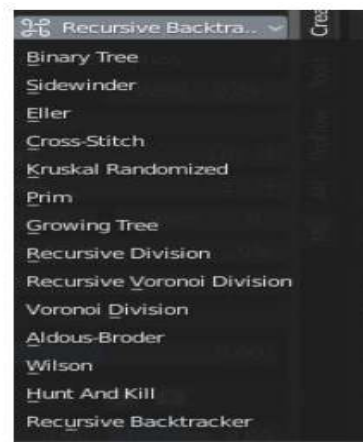 Recursive Backtra..
Crea
Binary Tree
Sidewinder
Eller
Cross-Stitch
Kruskal Randomized
Prim
Growing Tree
Recursive Division
Recursive Voronoi Division
Voronoi Division
Aldous-Broder
Wilson
Hunt And Kill
Recursive Backtracker